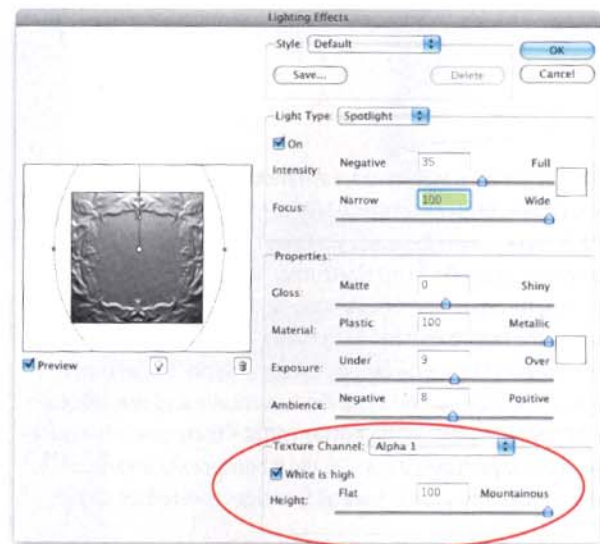 Lighting Effects
Style: Default
OK
Save...
Delete
Cancel
Light Type: Spotlight
On
Intensity: Negative 35 Full
Focus: Narrow 100 Wide
Properties:
Gloss: Matte 0 Shiny
Material: Plastic 100 Metallic
Exposure: Under 9 Over
Ambience: Negative 8 Positive
Preview
Texture Channel: Alpha 1
White is high
Height: Flat 100 Mountainous